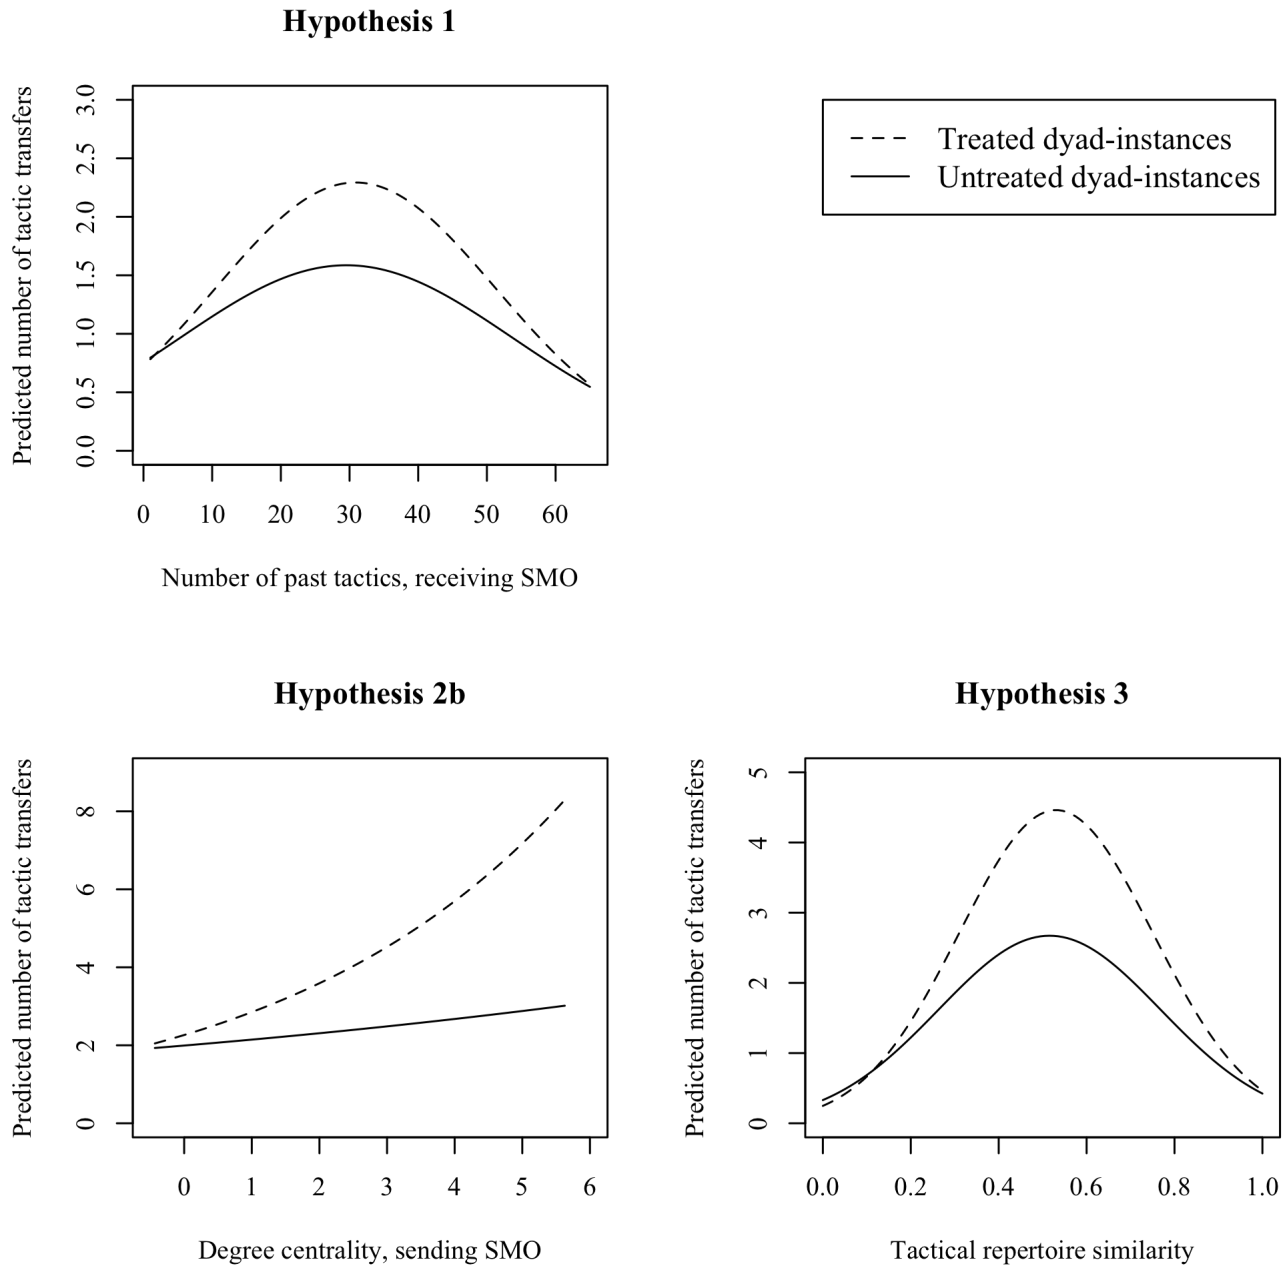 Hypothesis 1
Predicted number of tactic transfers
3.0
2.5
2.0
1.5
1.0
0.5
0.0
0 10 20 30 40 50 60
Number of past tactics, receiving SMO
Treated dyad-instances
Untreated dyad-instances
Hypothesis 2b
Predicted number of tactic transfers
8
6
4
2
0
0 1 2 3 4 5 6
Degree centrality, sending SMO
Hypothesis 3
Predicted number of tactic transfers
5
4
3
2
1
0
0.0 0.2 0.4 0.6 0.8 1.0
Tactical repertoire similarity